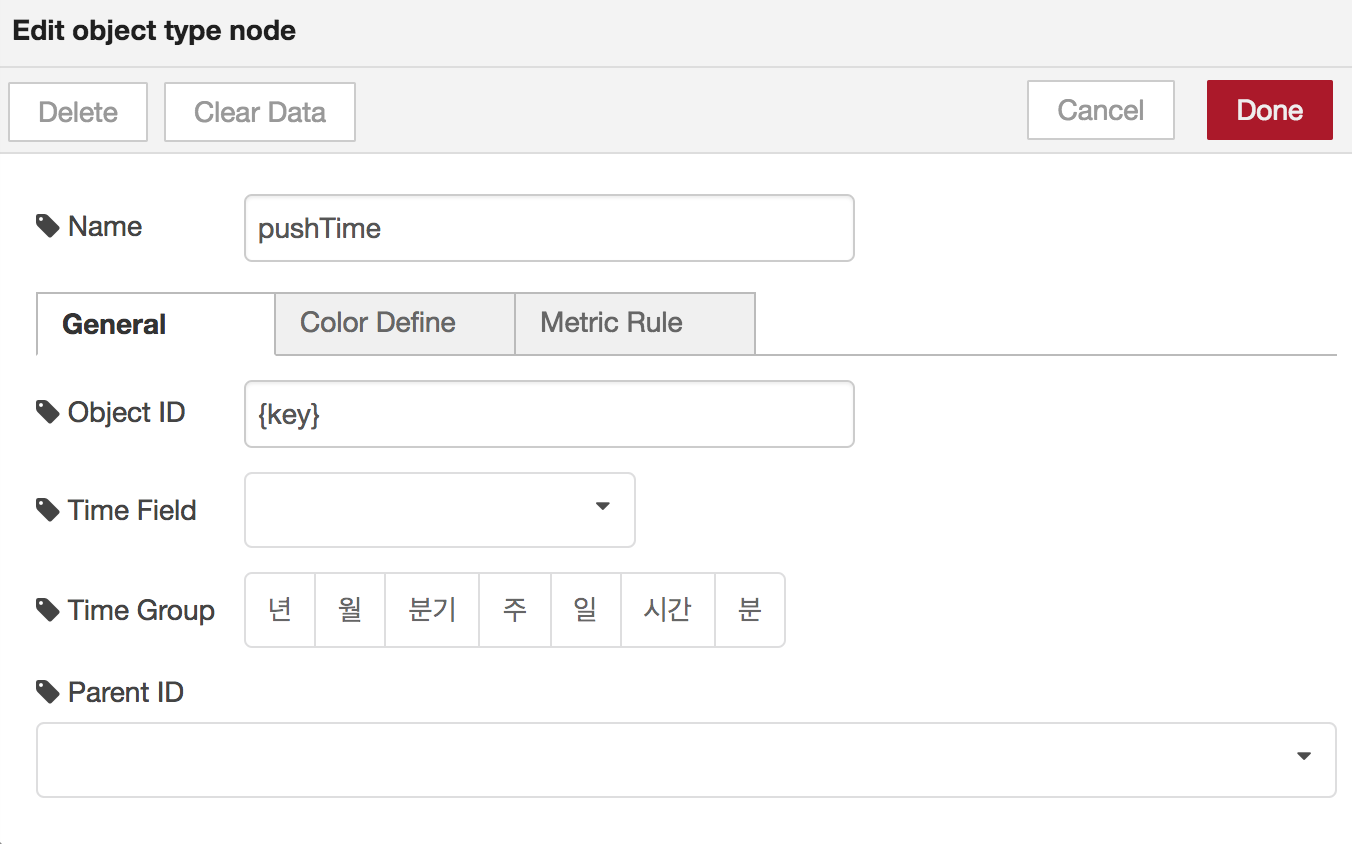 Edit object type node
Delete Clear Data Cancel Done
Name pushTime
General Color Define Metric Rule
Object ID {key}
Time Field
Time Group 년 월 분기 주 일 시간 분
Parent ID